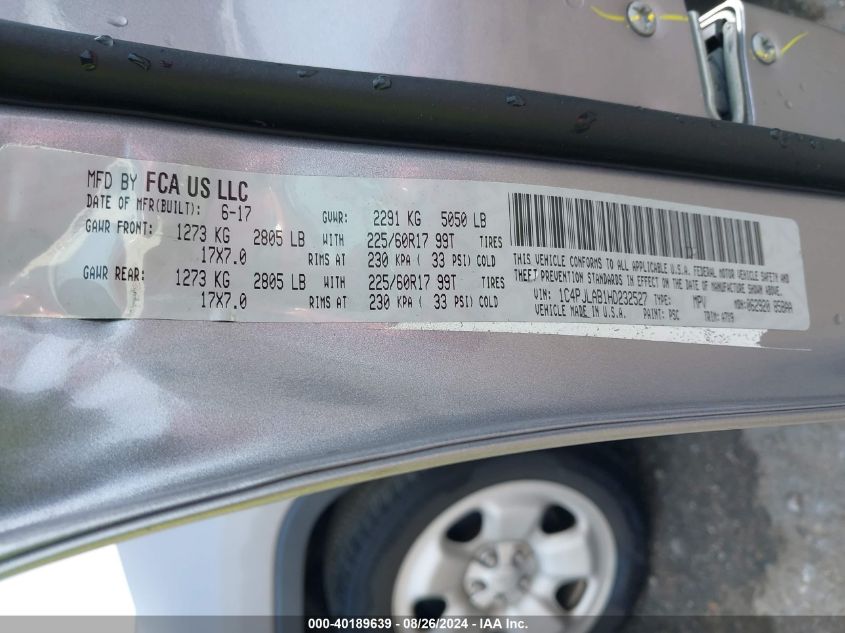 MFD BY FCA US LLC
DATE OF MFR(BUILT): 6-17 GVWR: 2291 KG 5050 LB
GAWR FRONT: 1273 KG 2805 LB WITH 225/60R17 99T TIRES
17X7.0 RIMS AT 230 KPA ( 33 PSI) COLD
GAWR REAR: 1273 KG 2805 LB WITH 225/60R17 99T TIRES
17X7.0 RIMS AT 230 KPA ( 33 PSI) COLD
THIS VEHICLE CONFORMS TO ALL APPLICABLE U.S.A. FEDERAL MOTOR VEHICLE SAFETY AND
THEFT PREVENTION STANDARDS IN EFFECT ON THE DATE OF MANUFACTURE SHOWN ABOVE.
VIN: 1C4PJLAB1HD232527 TYPE: MPV MDH: 062920 858AA
VEHICLE MADE IN U.S.A. PAINT: PSC TRIM: A7X9
000-40189639 - 08/26/2024 - IAA Inc.